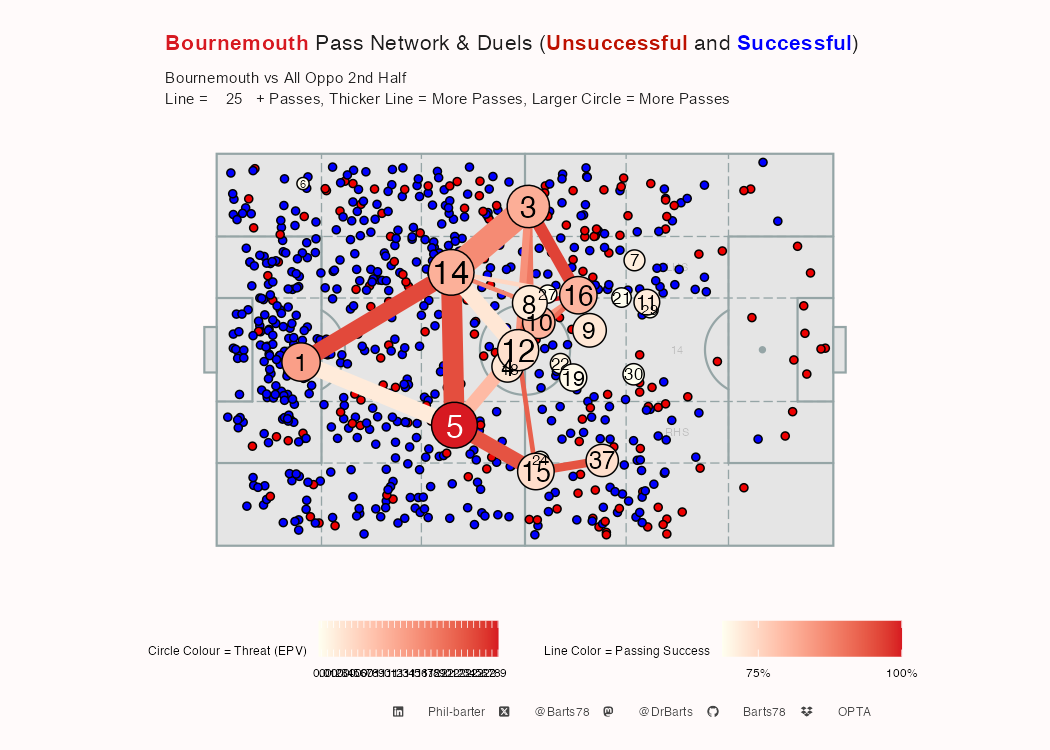 Bournemouth Pass Network & Duels (Unsuccessful and Successful)
Bournemouth vs All Oppo 2nd Half
Line = 25 + Passes, Thicker Line = More Passes, Larger Circle = More Passes
6
3
7
14
27
16
8
21
11
29
10
9
12
14
1
22
19
30
5
RHS
24
37
15
Circle Colour = Threat (EPV)
Line Color = Passing Success
75%
100%
Phil-barter
@Barts78
@DrBarts
Barts78
OPTA